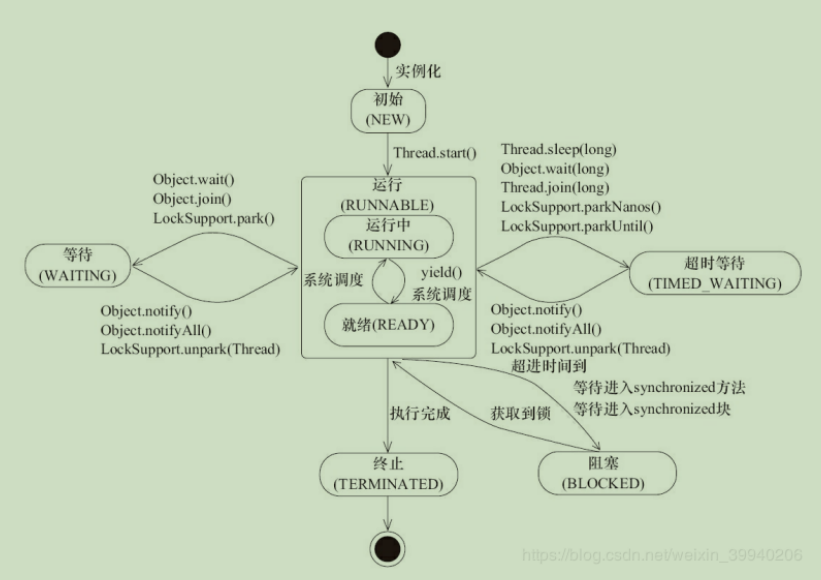 实例化
初始
(NEW)
Thread.start()
Object.wait()
Object.join()
LockSupport.park()
Thread.sleep(long)
Object.wait(long)
Thread.join(long)
LockSupport.parkNanos()
LockSupport.parkUntil()
运行
(RUNNABLE)
运行中
(RUNNING)
等待
(WAITING)
系统调度
yield()
系统调度
超时等待
(TIMED_WAITING)
就绪(READY)
Object.notify()
Object.notifyAll()
LockSupport.unpark(Thread)
Object.notify()
Object.notifyAll()
LockSupport.unpark(Thread)
超进时间到
等待进入synchronized方法
等待进入synchronized块
执行完成
获取到锁
终止
(TERMINATED)
阻塞
(BLOCKED)
https://blog.csdn.net/weixin_39940206